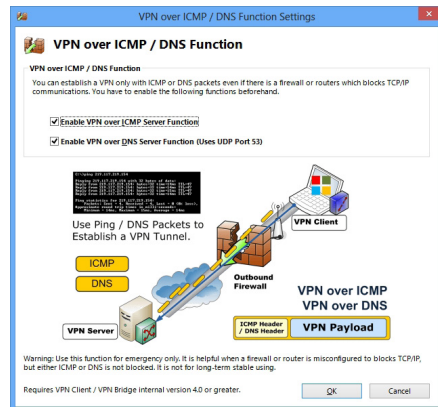 VPN over ICMP / DNS Function Settings
VPN over ICMP / DNS Function
VPN over ICMP / DNS Function
You can establish a VPN only with ICMP or DNS packets even if there is a firewall or routers which blocks TCP/IP
communications. You have to enable the following functions beforehand.
Enable VPN over ICMP Server Function
Enable VPN over DNS Server Function (Uses UDP Port 53)
Use Ping / DNS Packets to
Establish a VPN Tunnel.
VPN Client
ICMP
DNS
Outbound
Firewall
VPN over ICMP
VPN over DNS
VPN Server
ICMP Header
/ DNS Header
VPN Payload
Warning: Use this function for emergency only. It is helpful when a firewall or router is misconfigured to blocks TCP/IP,
but either ICMP or DNS is not blocked. It is not for long-term stable using.
Requires VPN Client / VPN Bridge internal version 4.0 or greater.
OK
Cancel